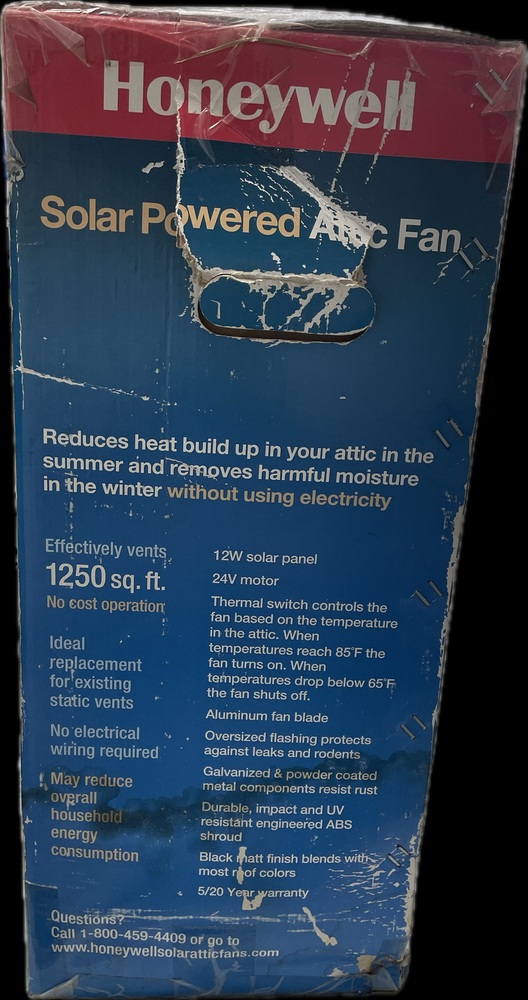 Honeywell
Solar Powered Attic Fan
Reduces heat build up in your attic in the
summer and removes harmful moisture
in the winter without using electricity
Effectively vents
1250 sq. ft.
No cost operation
Ideal
replacement
for existing
static vents
No electrical
wiring required
May reduce
overall
household
energy
consumption
12W solar panel
24V motor
Thermal switch controls the
fan based on the temperature
in the attic. When
temperatures reach 85°F the
fan turns on. When
temperatures drop below 65°F
the fan shuts off.
Aluminum fan blade
Oversized flashing protects
against leaks and rodents
Galvanized & powder coated
metal components resist rust
Durable, impact and UV
resistant engineered ABS
shroud
Black matt finish blends with
most roof colors
5/20 Year warranty
Questions?
Call 1-800-459-4409 or go to
www.honeywellsolaratticfans.com